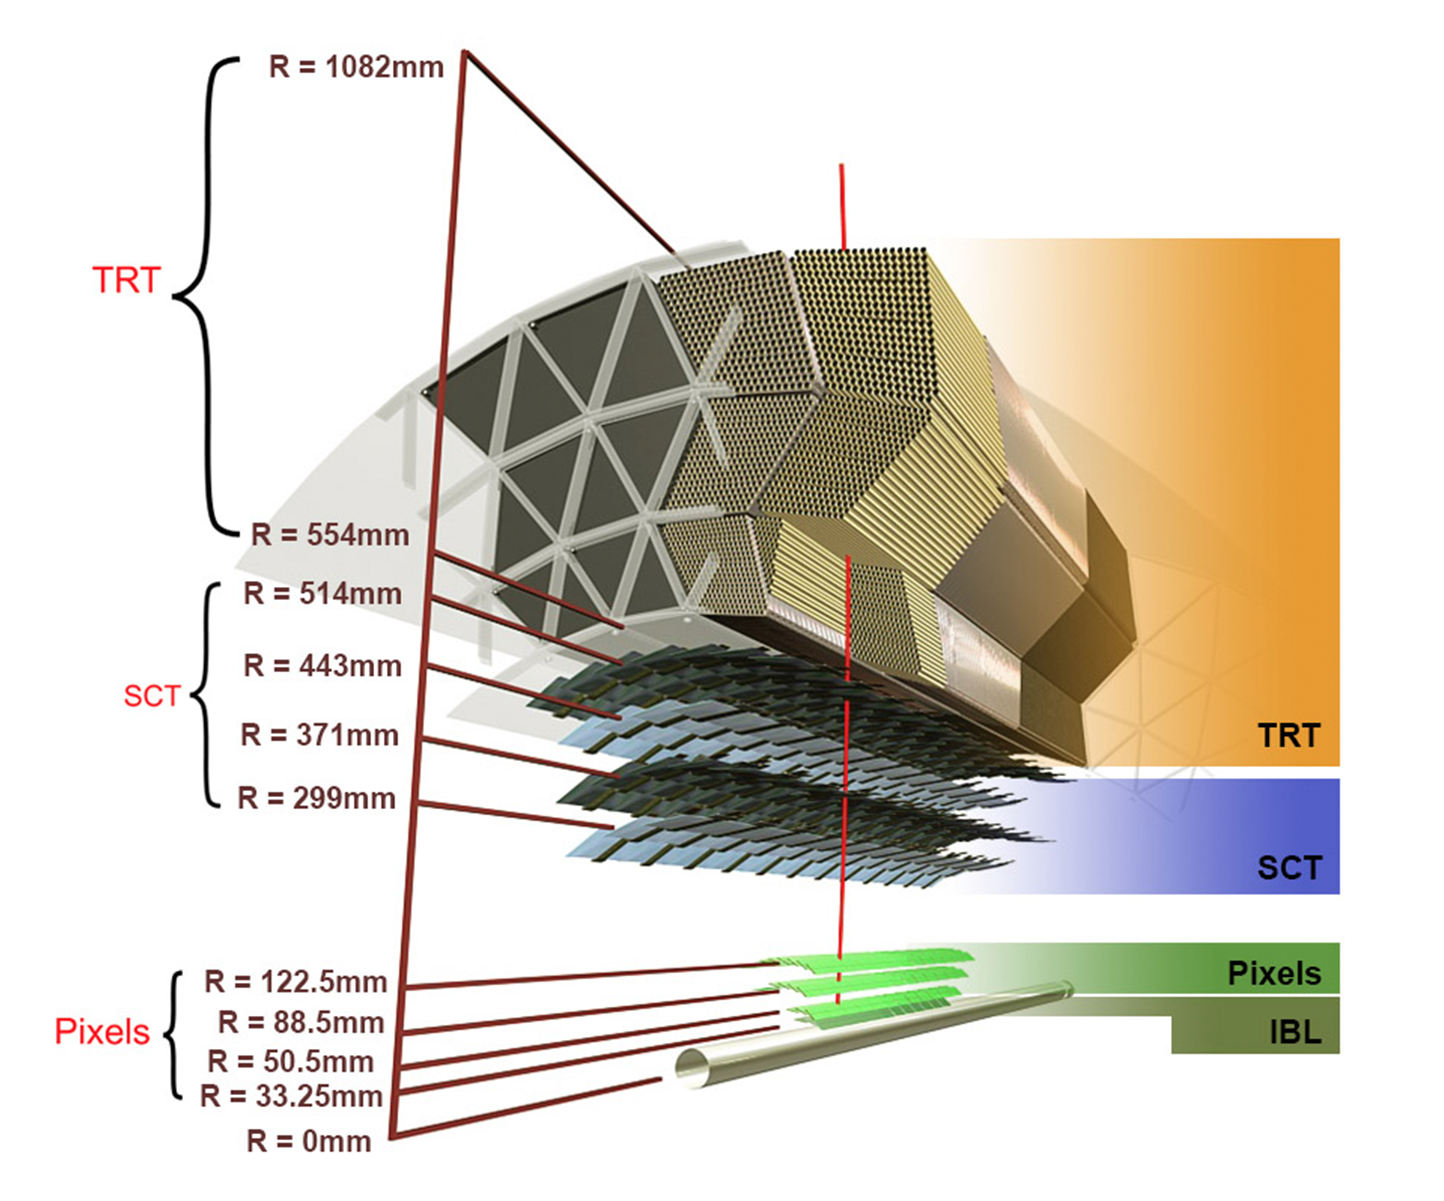 R = 1082mm
TRT
R = 554mm
R = 514mm
R = 443mm
SCT
R = 371mm
R = 299mm
TRT
SCT
R = 122.5mm
Pixels
R = 88.5mm
Pixels
R = 50.5mm
IBL
R = 33.25mm
R = 0mm